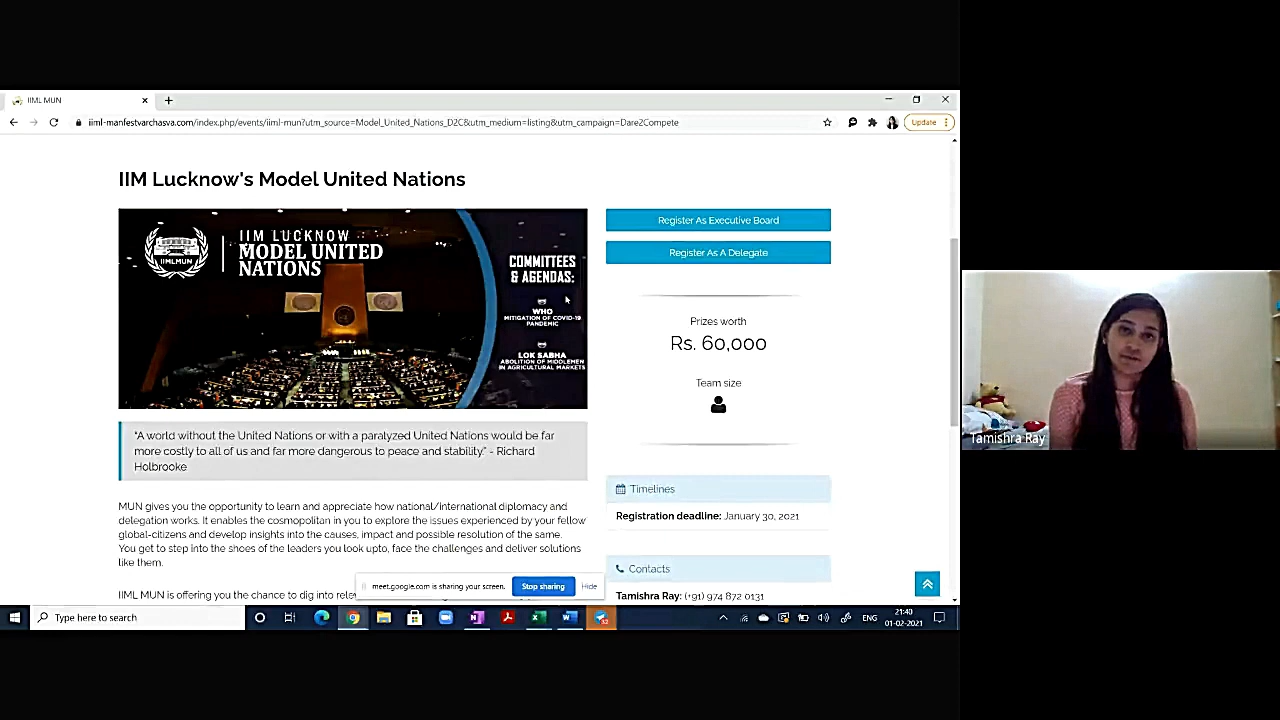 IIML MUN
iiml-manfestvarchasva.com/index.php/events/iiml-mun?utm_source=Model_United_Nations_D2C&utm_medium=listing&utm_campaign=Dare2Compete
Update
IIM Lucknow's Model United Nations
IIMLMUN
IIM LUCKNOW
MODEL UNITED
NATIONS
COMMITTEES
& AGENDAS:
WHO
MITIGATION OF COVID-19
PANDEMIC
LOK SABHA
ABOLITION OF MIDDLEMEN
IN AGRICULTURAL MARKETS
Register As Executive Board
Register As A Delegate
Prizes worth
Rs. 60,000
Team size
"A world without the United Nations or with a paralyzed United Nations would be far
more costly to all of us and far more dangerous to peace and stability." - Richard
Holbrooke
MUN gives you the opportunity to learn and appreciate how national/international diplomacy and
delegation works. It enables the cosmopolitan in you to explore the issues experienced by your fellow
global-citizens and develop insights into the causes, impact and possible resolution of the same.
You get to step into the shoes of the leaders you look upto, face the challenges and deliver solutions
like them.
IIML MUN is offering you the chance to dig into
Timelines
Registration deadline: January 30, 2021
Contacts
Tamishra Ray: (+91) 974 872 0131
meet.google.com is sharing your screen.
Stop sharing
Hide
Type here to search
ENG
21:40
01-02-2021
Tamishra Ray